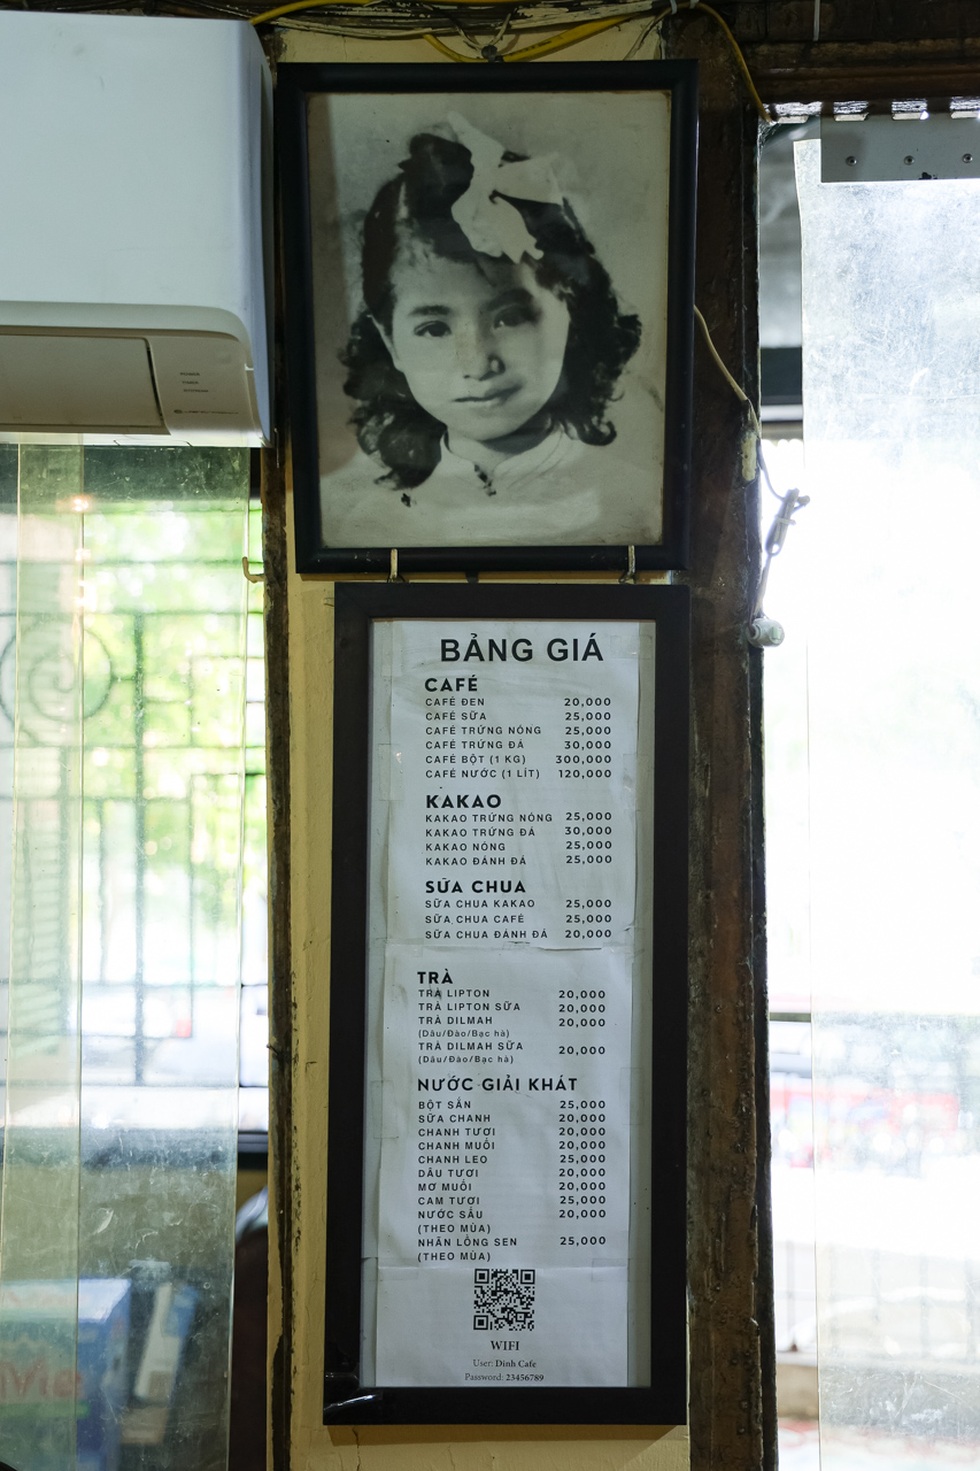 BẢNG GIÁ
CAFÉ
CAFÉ ĐEN 20,000
CAFÉ SỮA 25,000
CAFÉ TRỨNG NÓNG 25,000
CAFÉ TRỨNG ĐÁ 30,000
CAFÉ BỘT (1 KG) 300,000
CAFÉ NƯỚC (1 LÍT) 120,000
KAKAO
KAKAO TRỨNG NÓNG 25,000
KAKAO TRỨNG ĐÁ 30,000
KAKAO NÓNG 25,000
KAKAO ĐÁNH ĐÁ 25,000
SỮA CHUA
SỮA CHUA KAKAO 25,000
SỮA CHUA CAFÉ 25,000
SỮA CHUA ĐÁNH ĐÁ 20,000
TRÀ
TRÀ LIPTON 20,000
TRÀ LIPTON SỮA 20,000
TRÀ DILMAH 20,000
(Dâu/Đào/Bạc hà)
TRÀ DILMAH SỮA 20,000
(Dâu/Đào/Bạc hà)
NƯỚC GIẢI KHÁT
BỘT SẮN 25,000
SỮA CHANH 20,000
CHANH TƯƠI 20,000
CHANH MUỐI 20,000
CHANH LEO 25,000
DÂU TƯƠI 20,000
MƠ MUỐI 20,000
CAM TƯƠI 25,000
NƯỚC SẤU 20,000
(THEO MÙA)
NHÃN LỒNG SEN 25,000
(THEO MÙA)
WIFI
User: Dinh Cafe
Password: 23456789